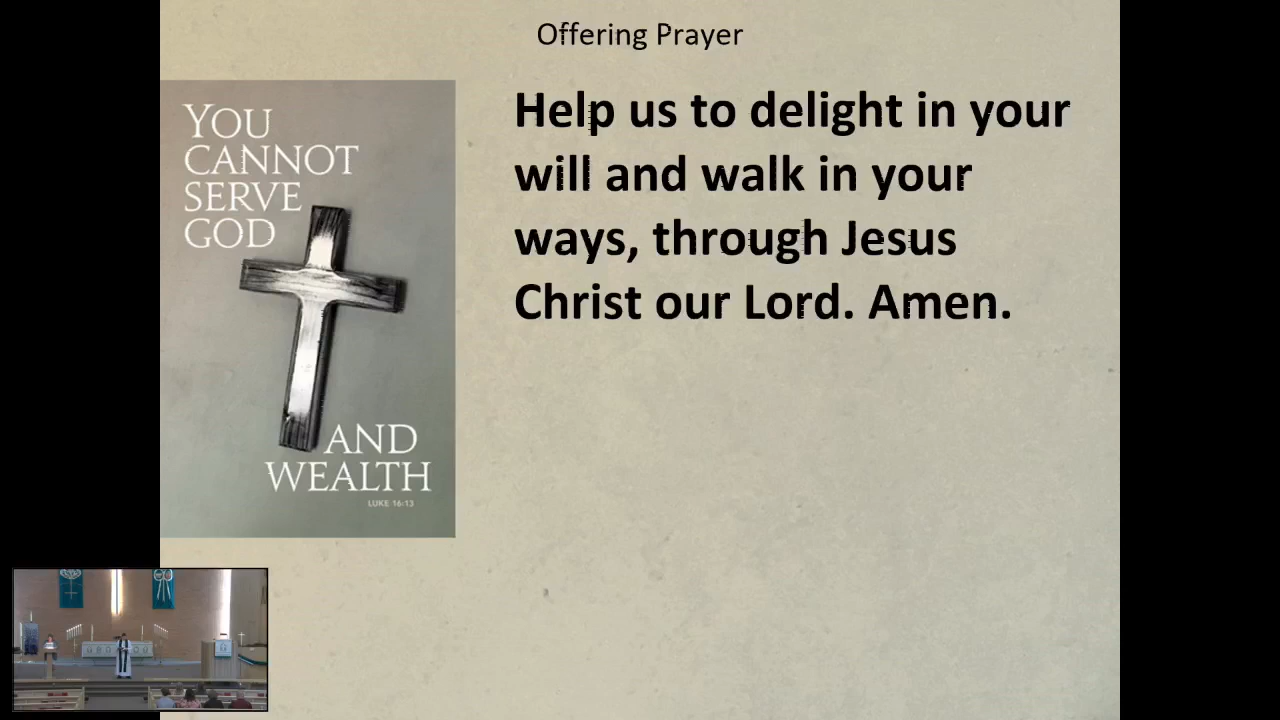 Offering Prayer
YOU
CANNOT
SERVE
GOD
AND
WEALTH
LUKE 16:13
Help us to delight in your
will and walk in your
ways, through Jesus
Christ our Lord. Amen.